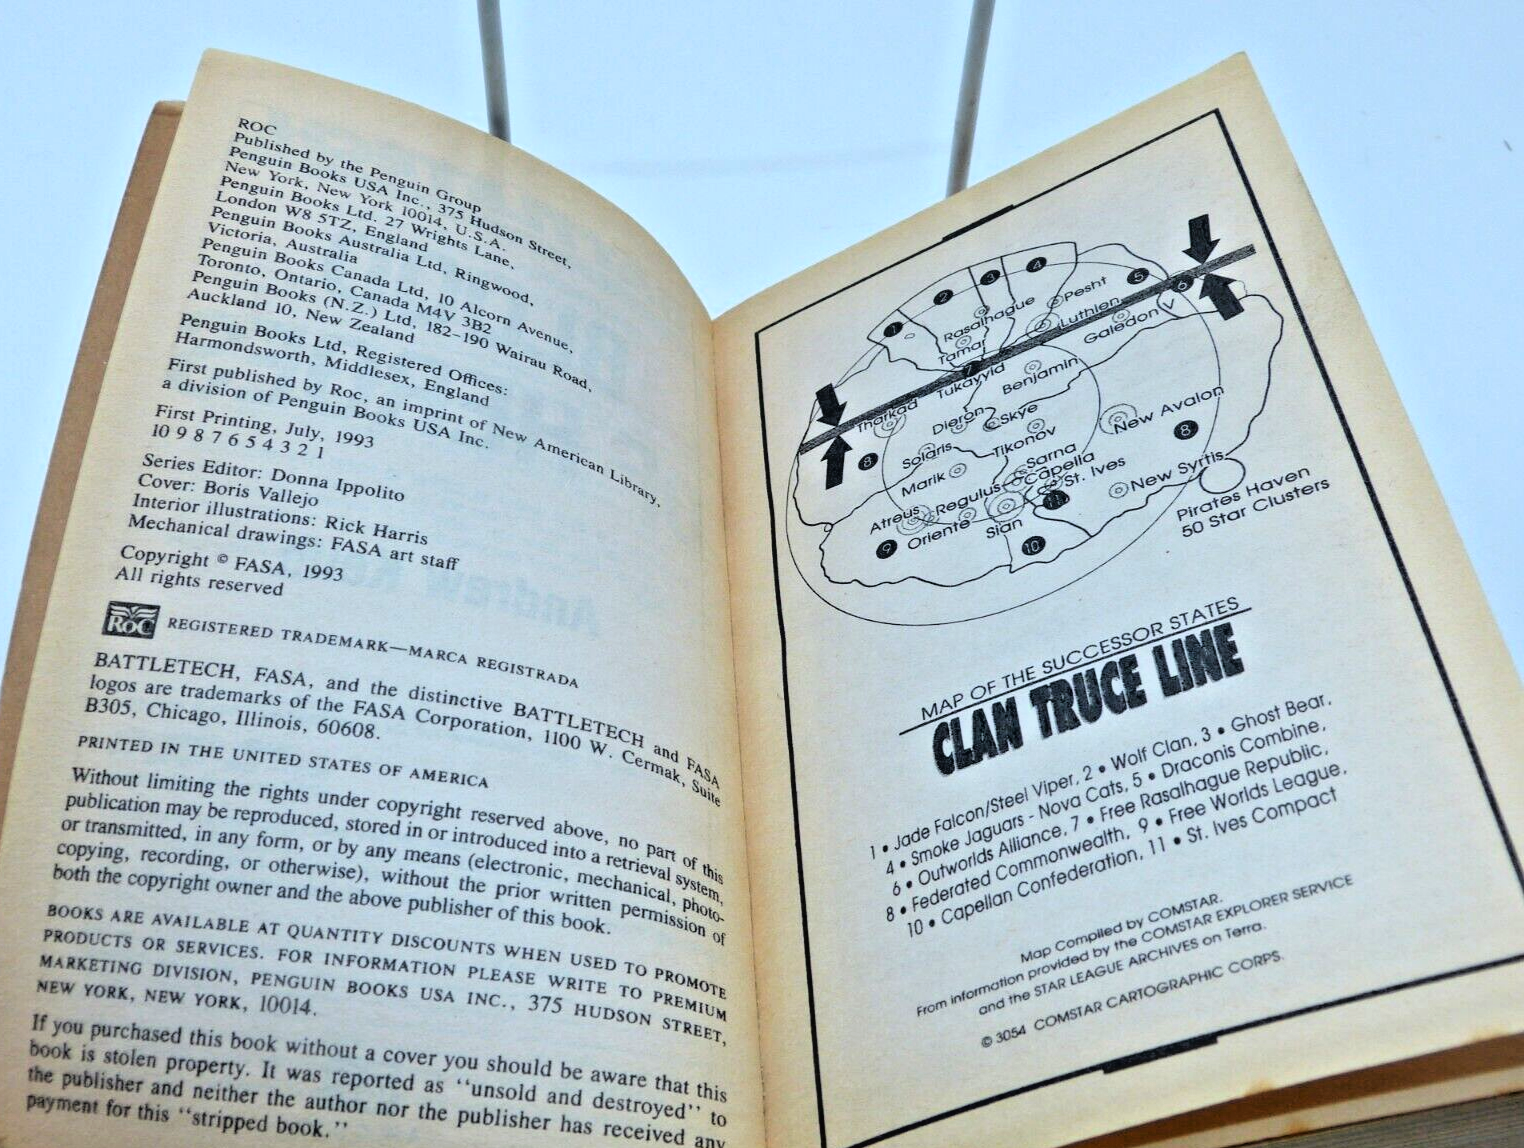 ROC
Published by the Penguin Group
Penguin Books USA Inc., 375 Hudson Street,
New York, New York 10014, U.S.A.
Penguin Books Ltd, 27 Wrights Lane,
London W8 5TZ, England
Penguin Books Australia Ltd, Ringwood,
Victoria, Australia
Penguin Books Canada Ltd, 10 Alcorn Avenue,
Toronto, Ontario, Canada M4V 3B2
Penguin Books (N.Z.) Ltd, 182–190 Wairau Road,
Auckland 10, New Zealand
Penguin Books Ltd, Registered Offices:
Harmondsworth, Middlesex, England
First published by Roc, an imprint of New American Library,
a division of Penguin Books USA Inc.
First Printing, July, 1993
10 9 8 7 6 5 4 3 2 1
Series Editor: Donna Ippolito
Cover: Boris Vallejo
Interior illustrations: Rick Harris
Mechanical drawings: FASA art staff
Copyright © FASA, 1993
All rights reserved
ROC REGISTERED TRADEMARK—MARCA REGISTRADA
BATTLETECH, FASA, and the distinctive BATTLETECH and FASA
logos are trademarks of the FASA Corporation, 1100 W. Cermak, Suite
B305, Chicago, Illinois, 60608.
PRINTED IN THE UNITED STATES OF AMERICA
Without limiting the rights under copyright reserved above, no part of this
publication may be reproduced, stored in or introduced into a retrieval system,
or transmitted, in any form, or by any means (electronic, mechanical, photo-
copying, recording, or otherwise), without the prior written permission of
both the copyright owner and the above publisher of this book.
BOOKS ARE AVAILABLE AT QUANTITY DISCOUNTS WHEN USED TO PROMOTE
PRODUCTS OR SERVICES. FOR INFORMATION PLEASE WRITE TO PREMIUM
MARKETING DIVISION, PENGUIN BOOKS USA INC., 375 HUDSON STREET,
NEW YORK, NEW YORK, 10014.
If you purchased this book without a cover you should be aware that this
book is stolen property. It was reported as "unsold and destroyed" to
the publisher and neither the author nor the publisher has received any
payment for this "stripped book."
1
2
3
4
5
6
Rasalhague
Pesht
Luthien
Galedon V
Tamar
7
Tukayyid
Benjamin
Tharkad
Dieron
Skye
New Avalon
8
Solaris
Tikonov
8
Marik
Sarna
Capella
St. Ives
Regulus
New Syrtis
Atreus
11
Pirates Haven
50 Star Clusters
9
Oriente
Sian
10
MAP OF THE SUCCESSOR STATES
CLAN TRUCE LINE
1 • Jade Falcon/Steel Viper, 2 • Wolf Clan, 3 • Ghost Bear,
4 • Smoke Jaguars - Nova Cats, 5 • Draconis Combine,
6 • Outworlds Alliance, 7 • Free Rasalhague Republic,
8 • Federated Commonwealth, 9 • Free Worlds League,
10 • Capellan Confederation, 11 • St. Ives Compact
Map Compiled by COMSTAR.
From information provided by the COMSTAR EXPLORER SERVICE
and the STAR LEAGUE ARCHIVES on Terra.
© 3054 COMSTAR CARTOGRAPHIC CORPS.